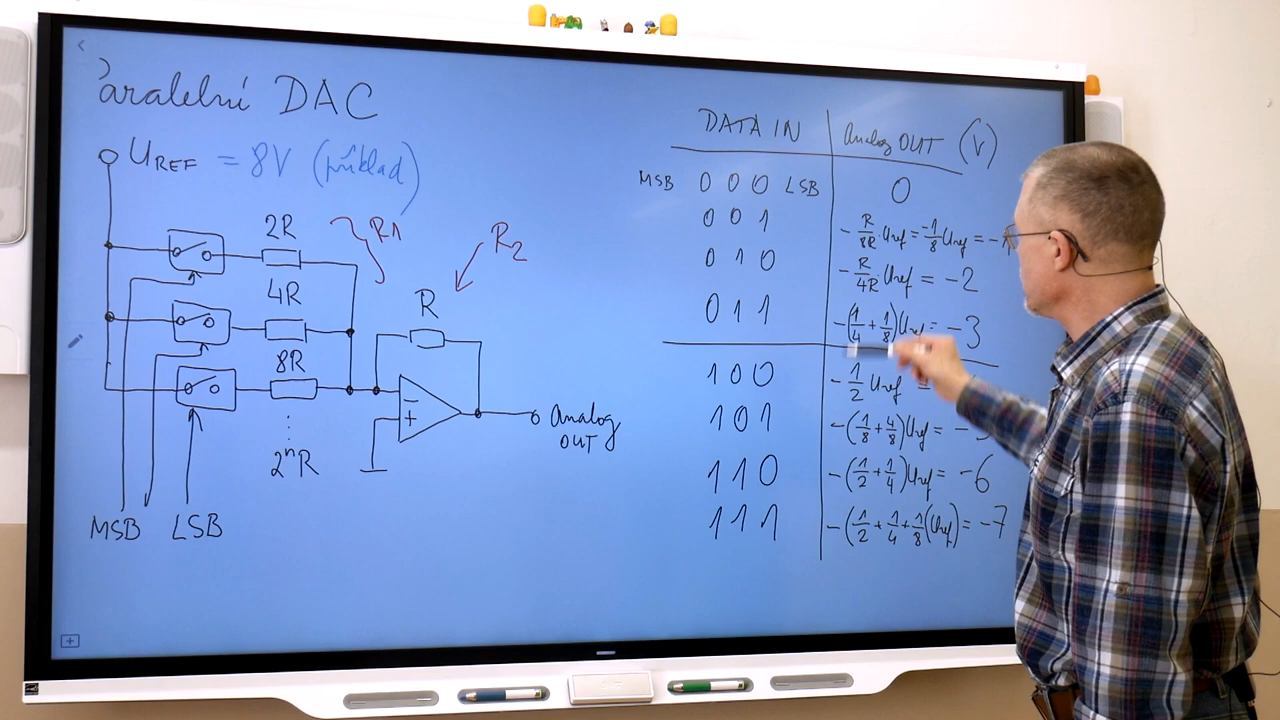 Paralelní DAC
UREF = 8V (příklad)
2R
R1
4R
8R
2ⁿR
R2
R
−
+
Analog
OUT
MSB LSB
DATA IN Analog OUT (V)
MSB 0 0 0 LSB 0
0 0 1 - R/8R Uref = -1/8 Uref = -1
0 1 0 - R/4R · Uref = -2
0 1 1 -(1/4 + 1/8) Uref = -3
1 0 0 - 1/2 Uref =
1 0 1 -(1/8 + 4/8) Uref = -5
1 1 0 -(1/2 + 1/4) Uref = -6
1 1 1 -(1/2 + 1/4 + 1/8 (Uref) = -7